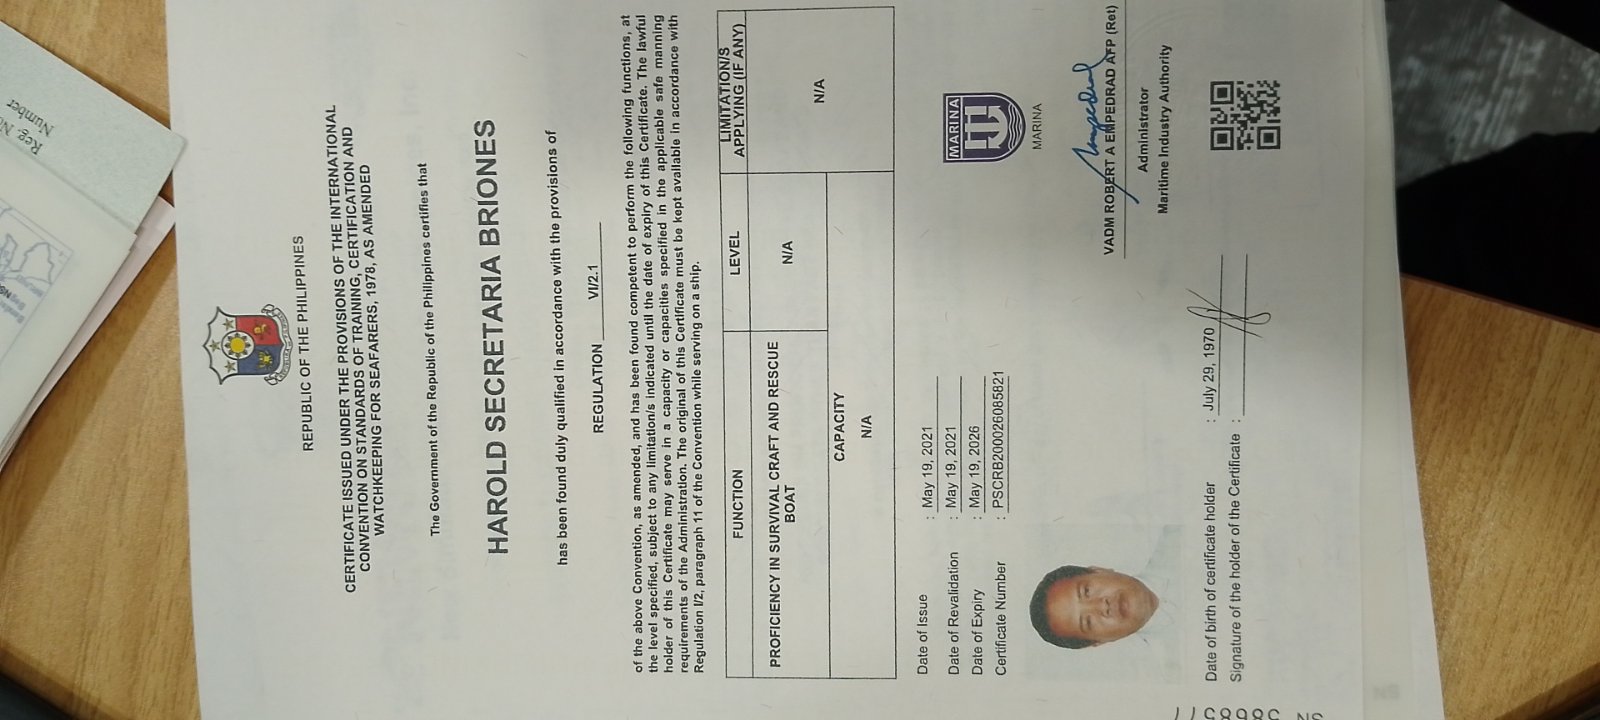 REPUBLIC OF THE PHILIPPINES
CERTIFICATE ISSUED UNDER THE PROVISIONS OF THE INTERNATIONAL
CONVENTION ON STANDARDS OF TRAINING, CERTIFICATION AND
WATCHKEEPING FOR SEAFARERS, 1978, AS AMENDED
The Government of the Republic of the Philippines certifies that
HAROLD SECRETARIA BRIONES
has been found duly qualified in accordance with the provisions of
REGULATION VI/2.1
of the above Convention, as amended, and has been found competent to perform the following functions, at
the level specified, subject to any limitation/s indicated until the date of expiry of this Certificate. The lawful
holder of this Certificate may serve in a capacity or capacities specified in the applicable safe manning
requirements of the Administration. The original of this Certificate must be kept available in accordance with
Regulation I/2, paragraph 11 of the Convention while serving on a ship.
FUNCTION LEVEL LIMITATION/S
APPLYING (IF ANY)
PROFICIENCY IN SURVIVAL CRAFT AND RESCUE
BOAT
N/A
N/A
CAPACITY
N/A
Date of Issue : May 19, 2021
Date of Revalidation : May 19, 2021
Date of Expiry : May 19, 2026
Certificate Number : PSCRB200026085821
MARINA
MARINA
VADM ROBERT A EMPEDRAD AFP (Ret)
Administrator
Maritime Industry Authority
Date of birth of certificate holder : July 29, 1970
Signature of the holder of the Certificate :
Reg.
Number